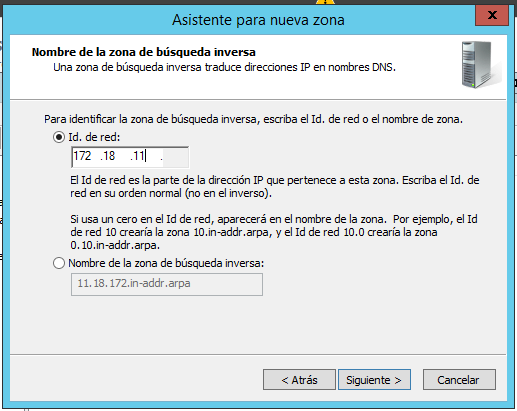 Asistente para nueva zona
x
Nombre de la zona de búsqueda inversa
Una zona de búsqueda inversa traduce direcciones IP en nombres DNS.
Para identificar la zona de búsqueda inversa, escriba el Id. de red o el nombre de zona.
Id. de red:
172 .18 .11 .
El Id de red es la parte de la dirección IP que pertenece a esta zona. Escriba el Id. de
red en su orden normal (no en el inverso).
Si usa un cero en el Id de red, aparecerá en el nombre de la zona. Por ejemplo, el Id
de red 10 crearía la zona 10.in-addr.arpa, y el Id de red 10.0 crearía la zona
0.10.in-addr.arpa.
Nombre de la zona de búsqueda inversa:
11.18.172.in-addr.arpa
< Atrás
Siguiente >
Cancelar